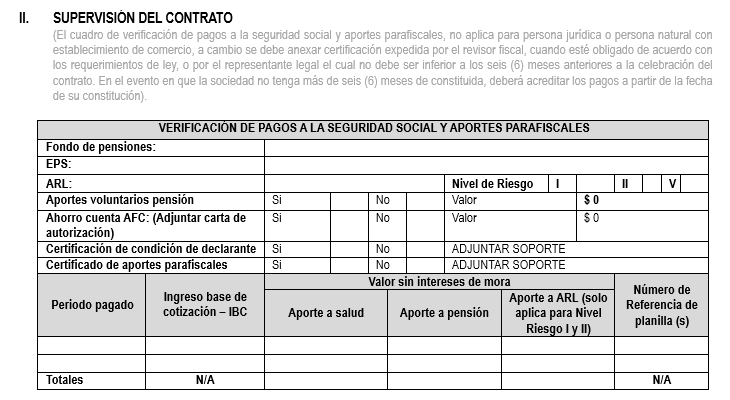 II. SUPERVISIÓN DEL CONTRATO
(El cuadro de verificación de pagos a la seguridad social y aportes parafiscales, no aplica para persona jurídica o persona natural con
establecimiento de comercio, a cambio se debe anexar certificación expedida por el revisor fiscal, cuando esté obligado de acuerdo con
los requerimientos de ley, o por el representante legal el cual no debe ser inferior a los seis (6) meses anteriores a la celebración del
contrato. En el evento en que la sociedad no tenga más de seis (6) meses de constituida, deberá acreditar los pagos a partir de la fecha
de su constitución).
VERIFICACIÓN DE PAGOS A LA SEGURIDAD SOCIAL Y APORTES PARAFISCALES
Fondo de pensiones:
EPS:
ARL: Nivel de Riesgo I II V
Aportes voluntarios pensión Si No Valor $ 0
Ahorro cuenta AFC: (Adjuntar carta de
autorización) Si No Valor $ 0
Certificación de condición de declarante Si No ADJUNTAR SOPORTE
Certificado de aportes parafiscales Si No ADJUNTAR SOPORTE
Periodo pagado
Ingreso base de
cotización – IBC
Valor sin intereses de mora
Aporte a salud
Aporte a pensión
Aporte a ARL (solo
aplica para Nivel
Riesgo I y II)
Número de
Referencia de
planilla (s)
Totales N/A N/A